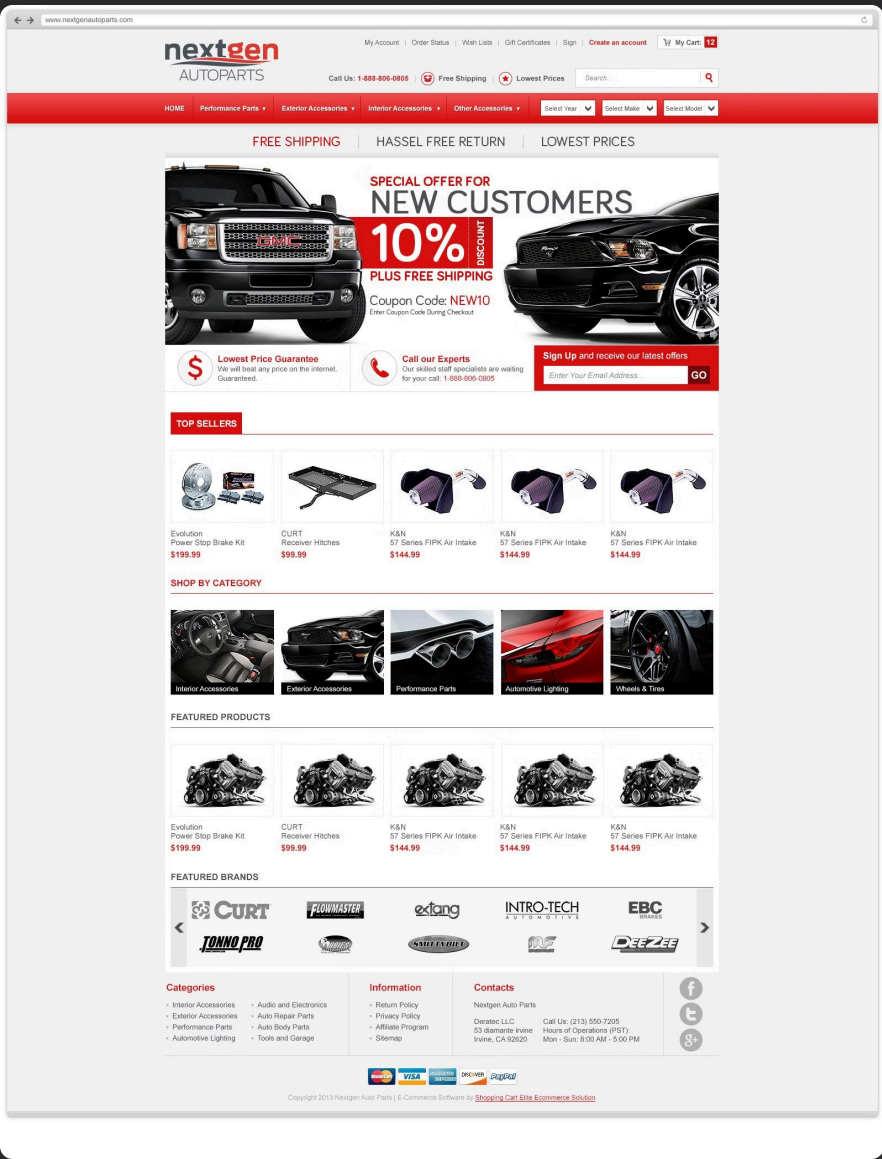 www.nextgenautoparts.com
nextgen
AUTOPARTS
My Account | Order Status | Wish Lists | Gift Certificates | Sign | Create an account
My Cart: 12
Call Us: 1-888-806-0805 | Free Shipping | Lowest Prices
Search...
HOME Performance Parts Exterior Accessories Interior Accessories Other Accessories Select Year Select Make Select Model
FREE SHIPPING | HASSEL FREE RETURN | LOWEST PRICES
SPECIAL OFFER FOR
NEW CUSTOMERS
10% DISCOUNT
PLUS FREE SHIPPING
Coupon Code: NEW10
Enter Coupon Code During Checkout
GMC
Lowest Price Guarantee
We will beat any price on the internet.
Guaranteed.
Call our Experts
Our skilled staff specialists are waiting
for your call: 1-888-806-0805
Sign Up and receive our latest offers
Enter Your Email Address...
GO
TOP SELLERS
Evolution
Power Stop Brake Kit
$199.99
CURT
Receiver Hitches
$99.99
K&N
57 Series FIPK Air Intake
$144.99
K&N
57 Series FIPK Air Intake
$144.99
K&N
57 Series FIPK Air Intake
$144.99
SHOP BY CATEGORY
Interior Accessories
Exterior Accessories
Performance Parts
Automotive Lighting
Wheels & Tires
FEATURED PRODUCTS
Evolution
Power Stop Brake Kit
$199.99
CURT
Receiver Hitches
$99.99
K&N
57 Series FIPK Air Intake
$144.99
K&N
57 Series FIPK Air Intake
$144.99
K&N
57 Series FIPK Air Intake
$144.99
FEATURED BRANDS
CURT
FLOWMASTER
extang
INTRO-TECH
AUTOMOTIVE
EBC
BRAKES
TONNO PRO
SMITTYBILT
DEEZEE
Categories
Interior Accessories
Exterior Accessories
Performance Parts
Automotive Lighting
Audio and Electronics
Auto Repair Parts
Auto Body Parts
Tools and Garage
Information
Return Policy
Privacy Policy
Affiliate Program
Sitemap
Contacts
Nextgen Auto Parts
Deratec LLC
53 diamante irvine
Irvine, CA 92620
Call Us: (213) 550-7205
Hours of Operations (PST):
Mon - Sun: 8:00 AM - 5:00 PM
MasterCard VISA DISCOVER PayPal
Copyright 2013 Nextgen Auto Parts | E-Commerce Software by Shopping Cart Elite Ecommerce Solution